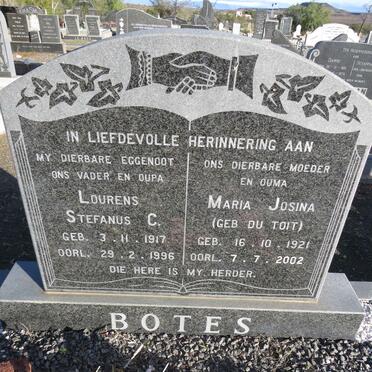 IN LIEFDEVOLLE HERINNERING AAN
MY DIERBARE EGGENOOT
ONS VADER EN OUPA
LOURENS
STEFANUS C.
GEB. 3 · 11 · 1917
OORL. 29 · 2 · 1996
ONS DIERBARE MOEDER
EN OUMA
MARIA JOSINA
(GEB DU TOIT)
GEB. 16 · 10 · 1921
OORL. 7 · 7 · 2002
DIE HERE IS MY HERDER.
BOTES